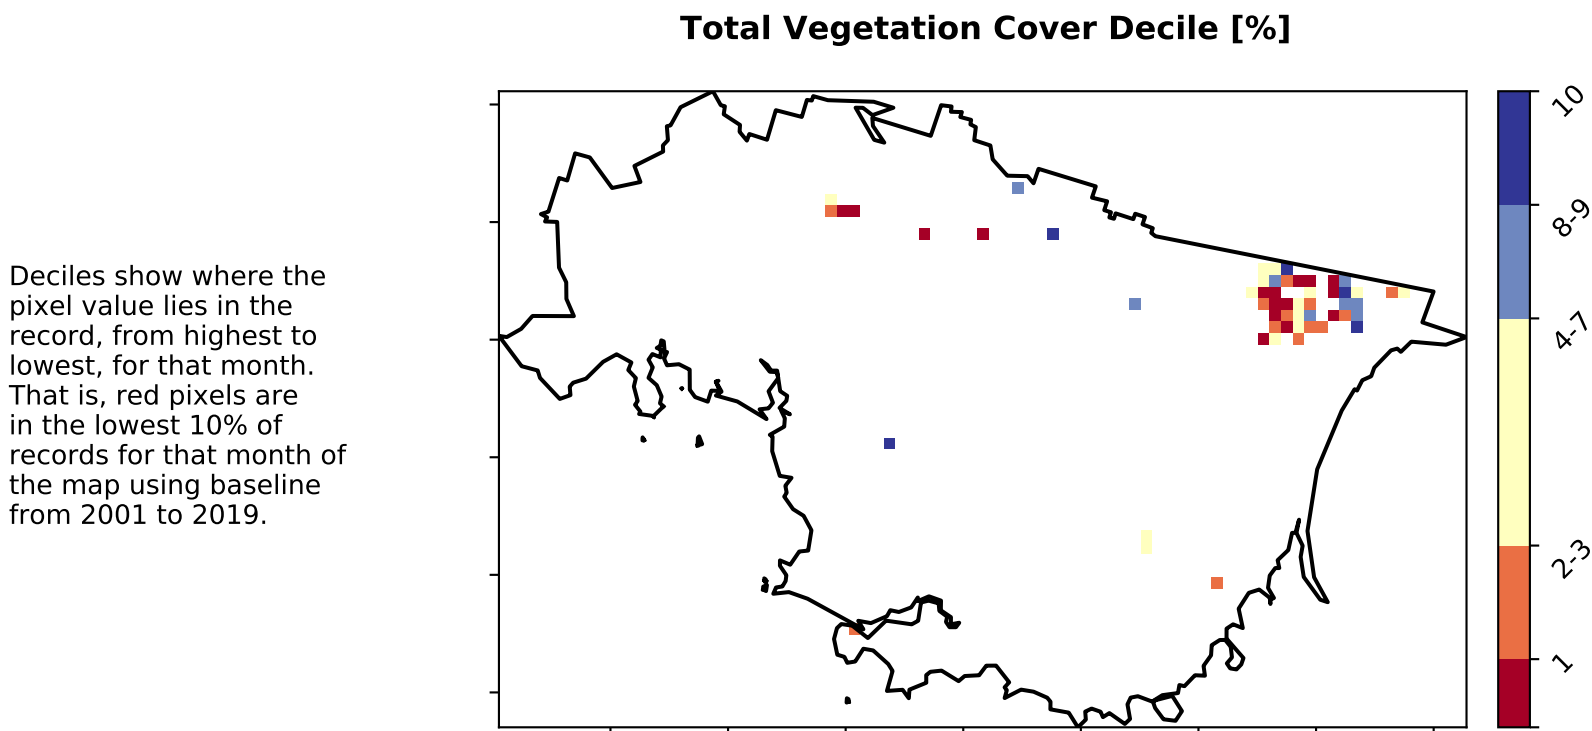 Total Vegetation Cover Decile [%]
Deciles show where the
pixel value lies in the
record, from highest to
lowest, for that month.
That is, red pixels are
in the lowest 10% of
records for that month of
the map using baseline
from 2001 to 2019.
10
8-9
4-7
2-3
1